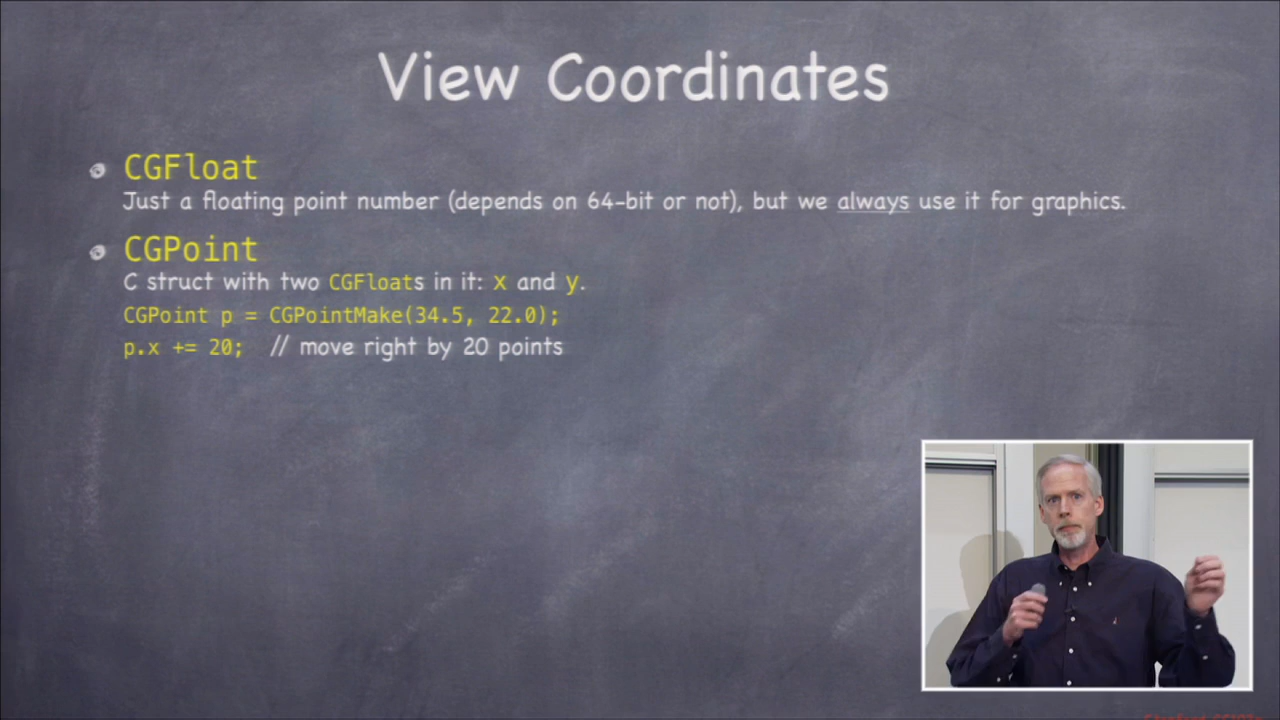 View Coordinates
CGFloat
Just a floating point number (depends on 64-bit or not), but we always use it for graphics.
CGPoint
C struct with two CGFloats in it: x and y.
CGPoint p = CGPointMake(34.5, 22.0);
p.x += 20; // move right by 20 points